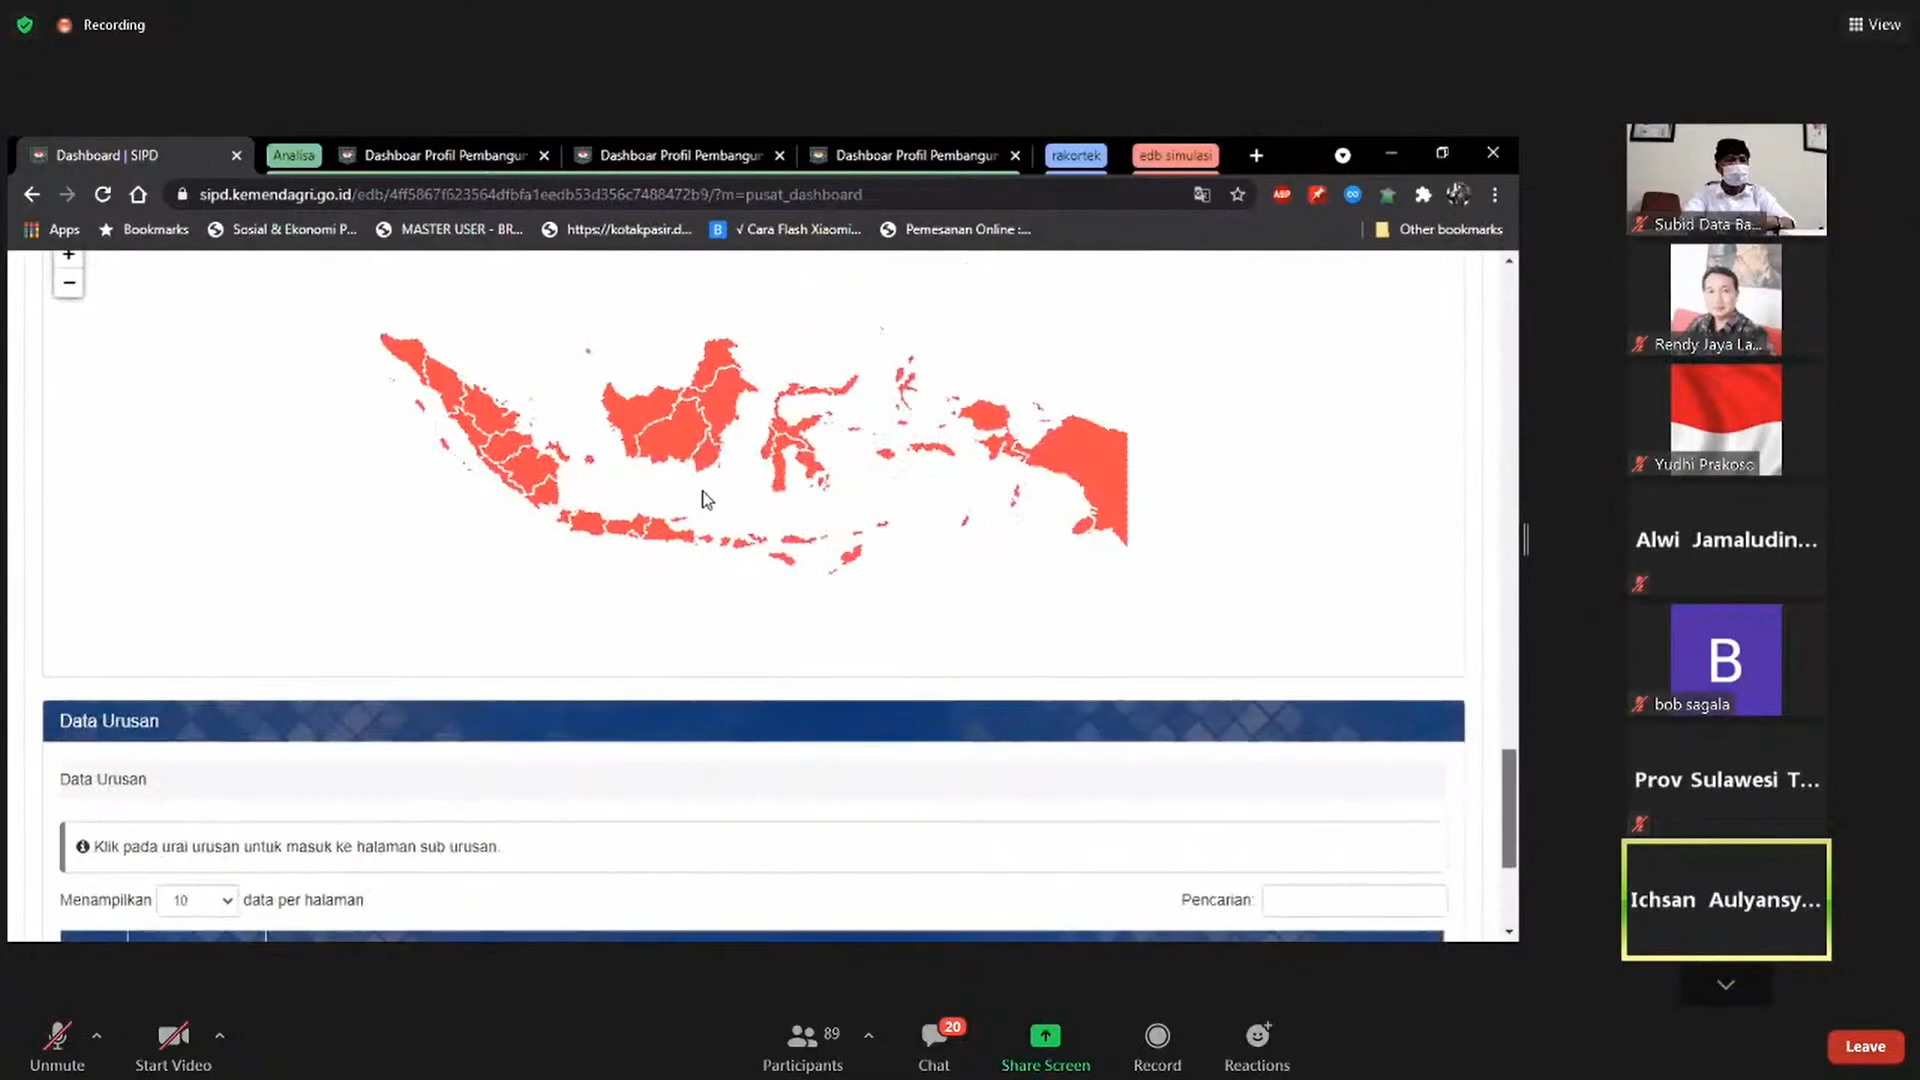 Recording
View
Dashboard | SIPD
Analisa
Dashboar Profil Pembangur
Dashboar Profil Pembangur
Dashboar Profil Pembangur
rakortek
edb simulasi
sipd.kemendagri.go.id/edb/4ff5867f623564dfbfa1eedb53d356c7488472b9/?m=pusat_dashboard
ABP
Apps
Bookmarks
Sosial & Ekonomi P...
MASTER USER - BR...
https://kotakpasir.d...
B
√ Cara Flash Xiaomi...
Pemesanan Online :...
Other bookmarks
+
−
Data Urusan
Data Urusan
Klik pada urai urusan untuk masuk ke halaman sub urusan.
Menampilkan 10 data per halaman
Pencarian:
Subid Data Ba...
Rendy Jaya La...
Yudhi Prakoso
Alwi Jamaludin...
B
bob sagala
Prov Sulawesi T...
Ichsan Aulyansy...
Unmute
Start Video
89
Participants
20
Chat
Share Screen
Record
Reactions
Leave